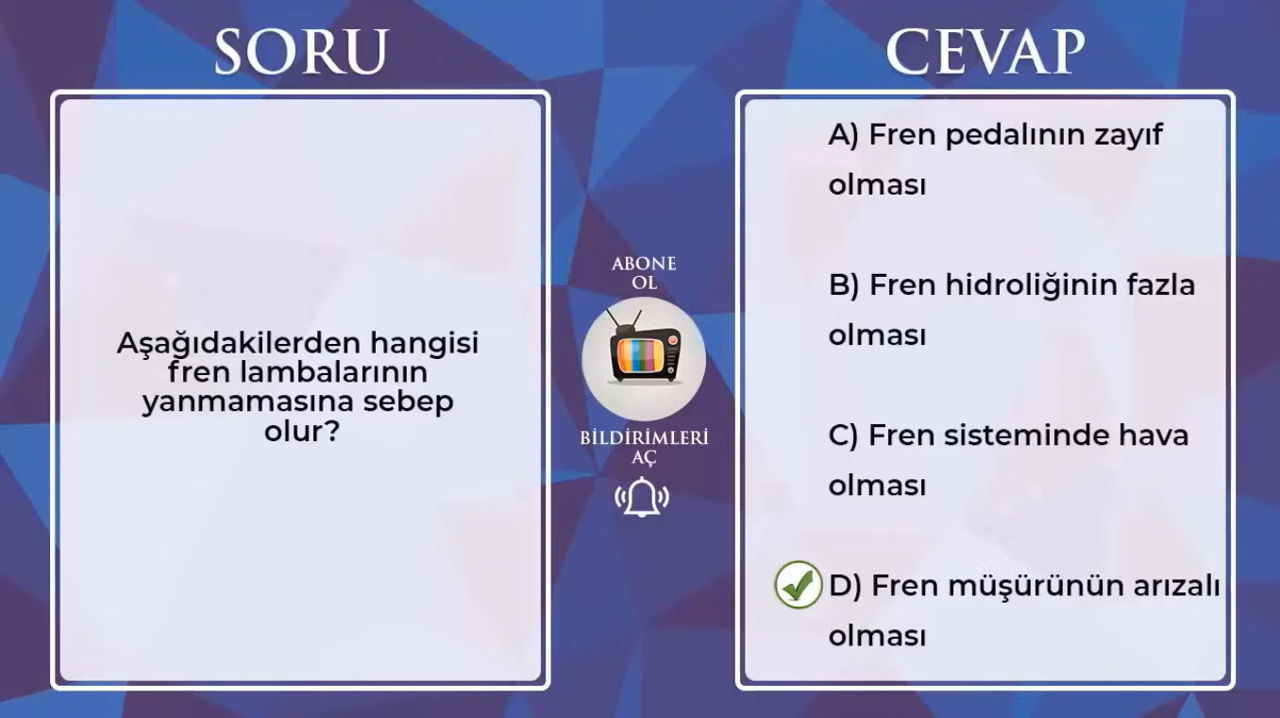 SORU
Aşağıdakilerden hangisi
fren lambalarının
yanmamasına sebep
olur?
ABONE
OL
BİLDİRİMLERİ
AÇ
CEVAP
A) Fren pedalının zayıf
olması
B) Fren hidroliğinin fazla
olması
C) Fren sisteminde hava
olması
D) Fren müşürünün arızalı
olması